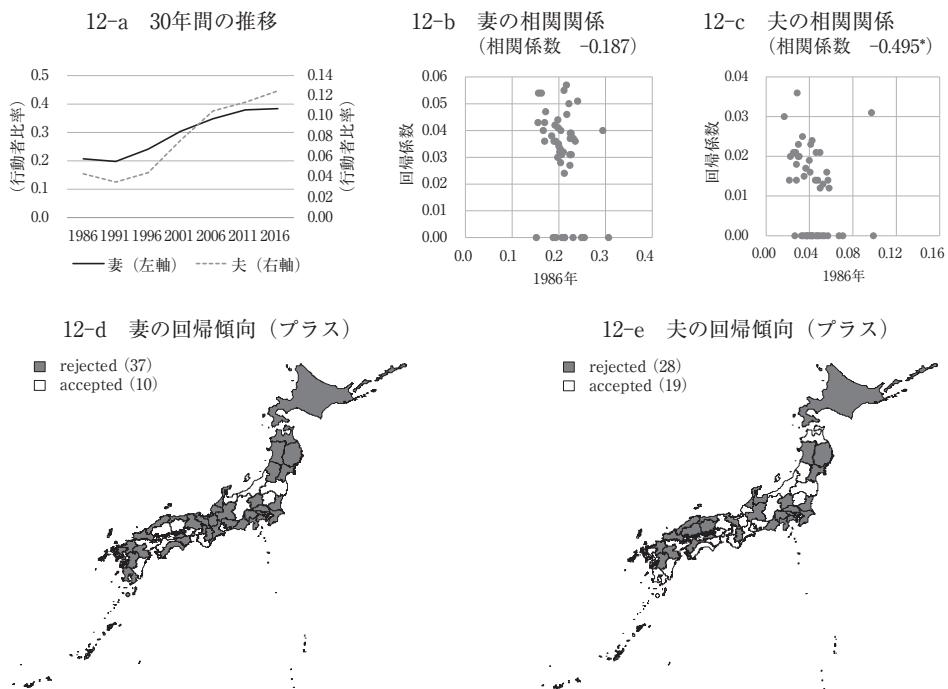 12-a　30年間の推移
0.5
0.4
0.3
0.2
0.1
0.0
（行動者比率）
0.14
0.12
0.10
0.08
0.06
0.04
0.02
0.00
（行動者比率）
1986 1991 1996 2001 2006 2011 2016
妻（左軸）　夫（右軸）
12-b　妻の相関関係
（相関係数　−0.187）
0.06
0.05
0.04
0.03
0.02
0.01
0.00
回帰係数
0.0 0.1 0.2 0.3 0.4
1986年
12-c　夫の相関関係
（相関係数　−0.495*）
0.04
0.03
0.02
0.01
0.00
回帰係数
0.00 0.04 0.08 0.12 0.16
1986年
12-d　妻の回帰傾向（プラス）
rejected (37)
accepted (10)
12-e　夫の回帰傾向（プラス）
rejected (28)
accepted (19)